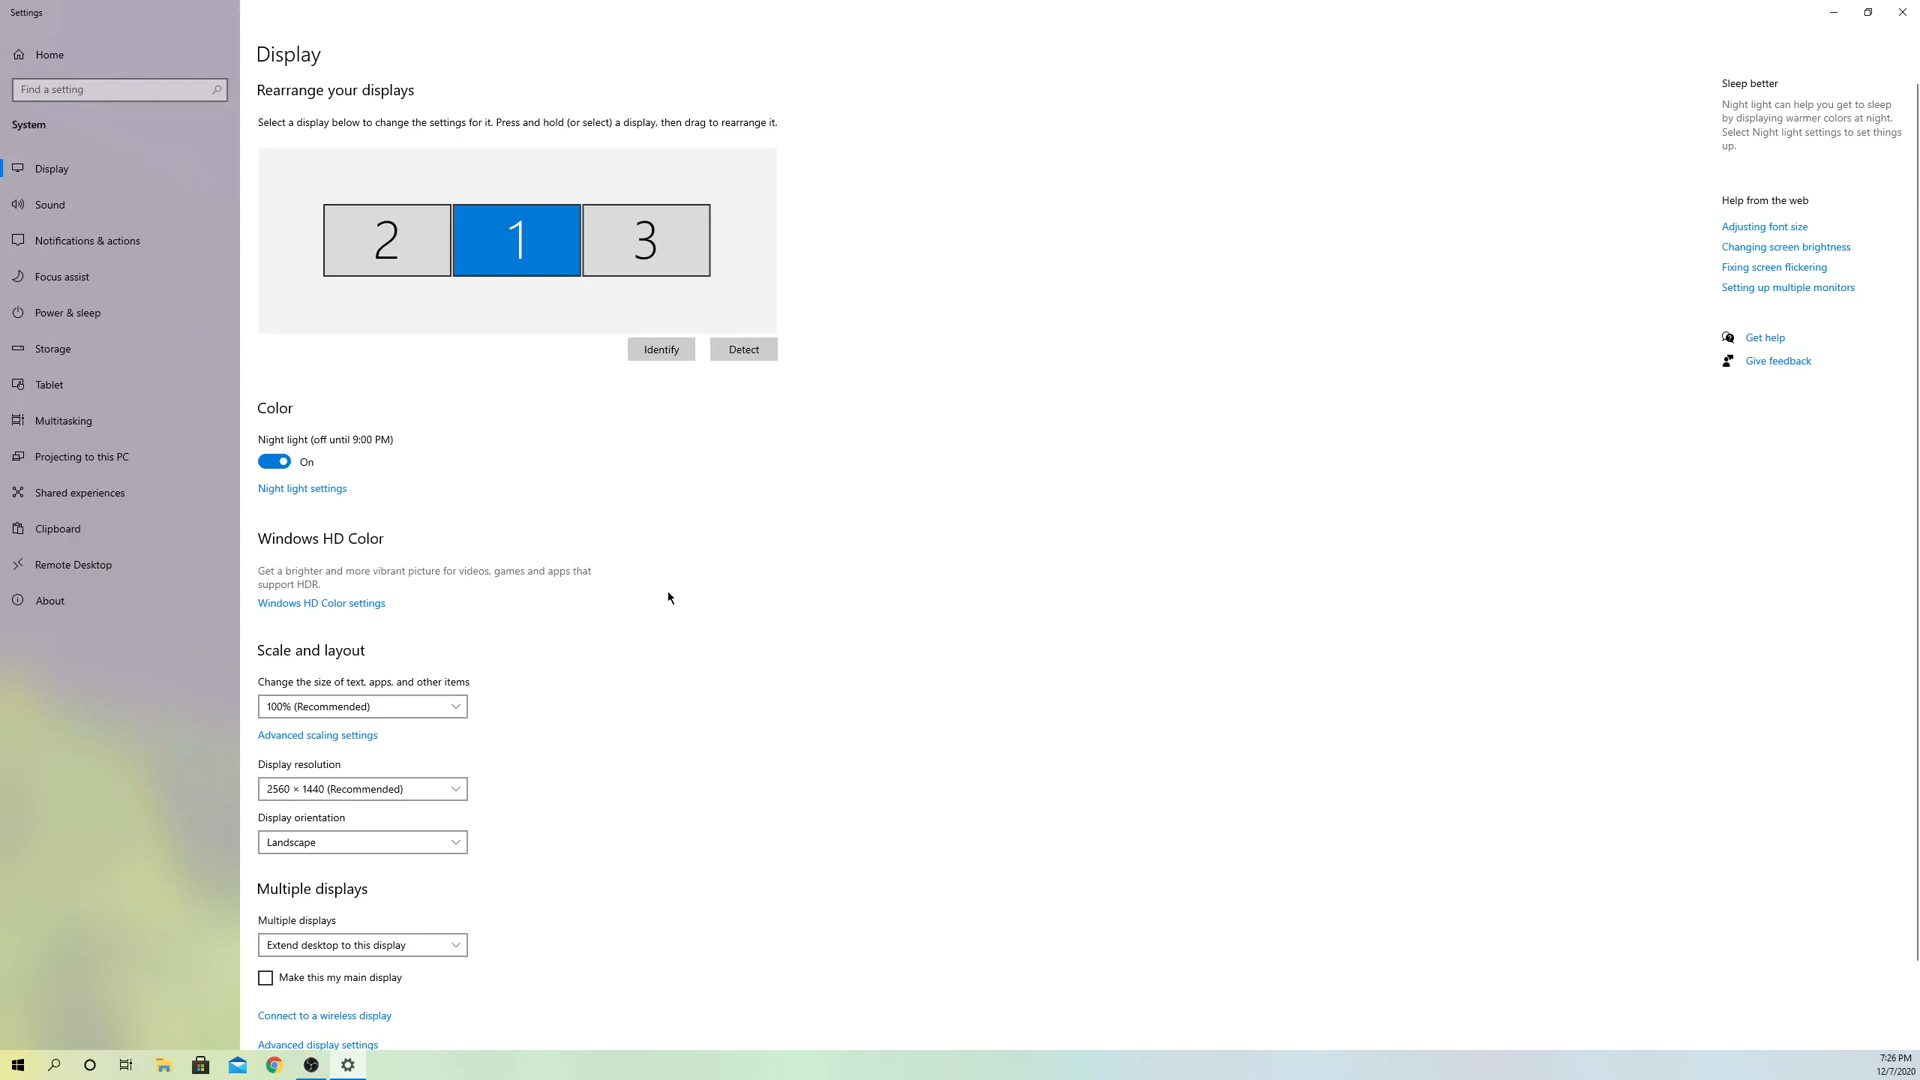 Settings
Home
Find a setting
System
Display
Sound
Notifications & actions
Focus assist
Power & sleep
Storage
Tablet
Multitasking
Projecting to this PC
Shared experiences
Clipboard
Remote Desktop
About
Display
Rearrange your displays
Select a display below to change the settings for it. Press and hold (or select) a display, then drag to rearrange it.
2
1
3
Identify
Detect
Color
Night light (off until 9:00 PM)
On
Night light settings
Windows HD Color
Get a brighter and more vibrant picture for videos, games and apps that
support HDR.
Windows HD Color settings
Scale and layout
Change the size of text, apps, and other items
100% (Recommended)
Advanced scaling settings
Display resolution
2560 × 1440 (Recommended)
Display orientation
Landscape
Multiple displays
Multiple displays
Extend desktop to this display
Make this my main display
Connect to a wireless display
Advanced display settings
Sleep better
Night light can help you get to sleep
by displaying warmer colors at night.
Select Night light settings to set things
up.
Help from the web
Adjusting font size
Changing screen brightness
Fixing screen flickering
Setting up multiple monitors
Get help
Give feedback
7:26 PM
12/7/2020